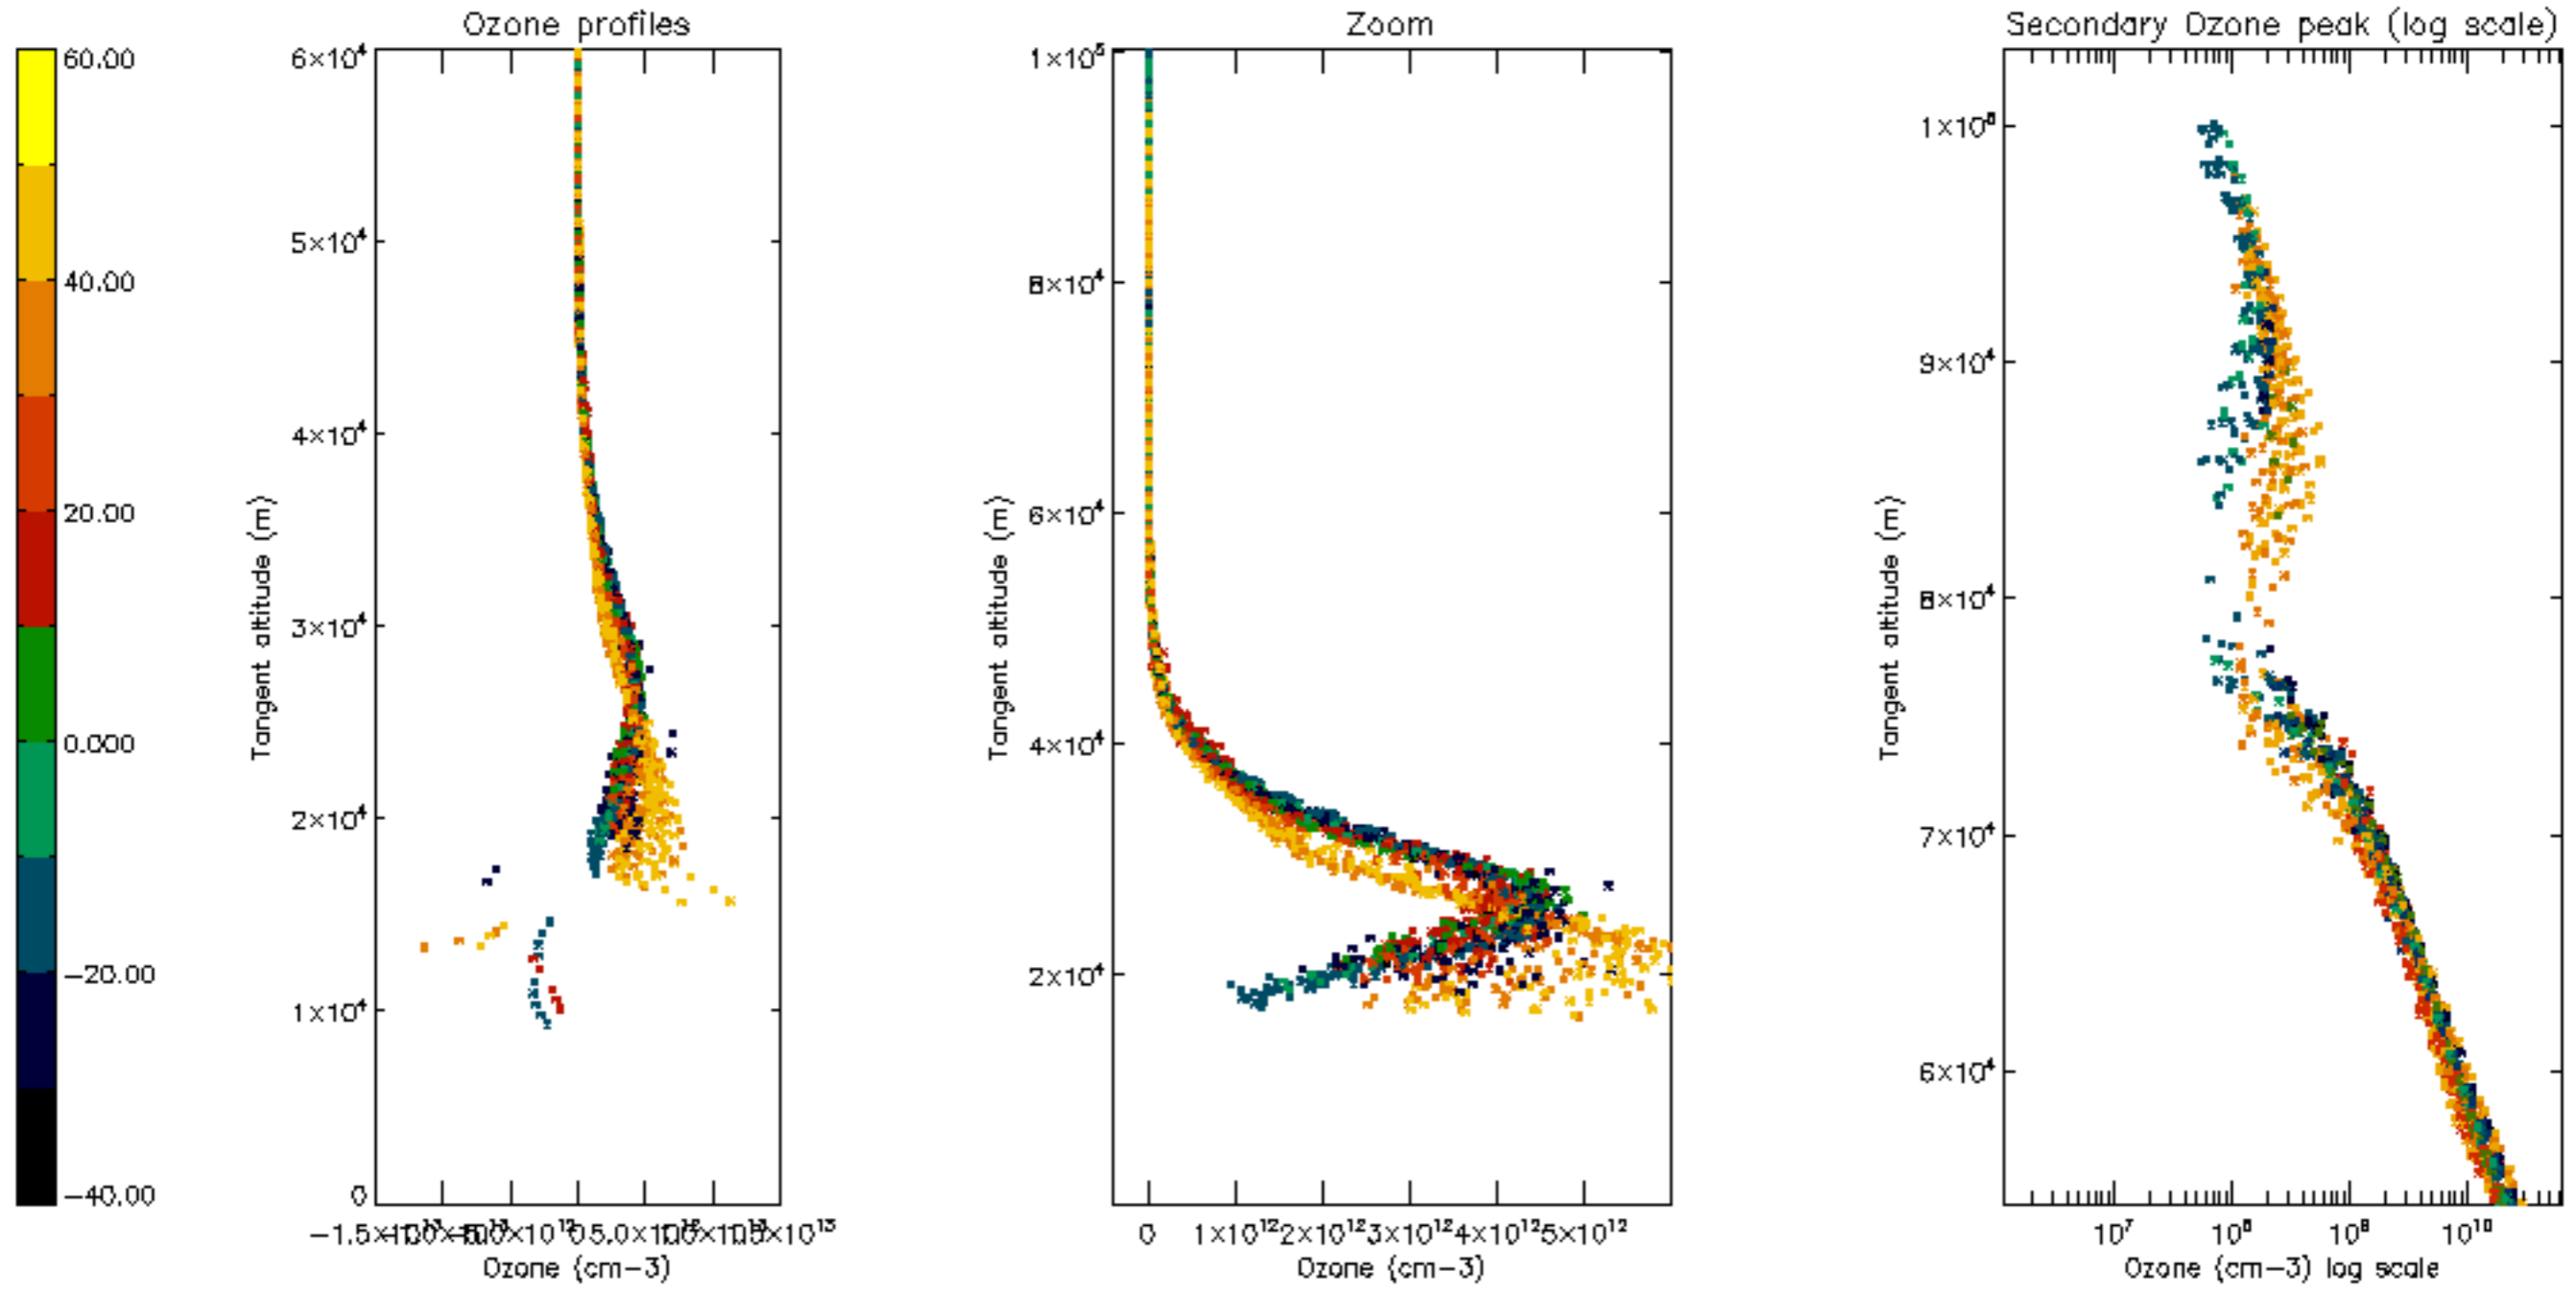 Ozone profiles
Zoom
Secondary Ozone peak (log scale)
60.00
40.00
20.00
0.000
−20.00
−40.00
6×10⁴
5×10⁴
4×10⁴
3×10⁴
2×10⁴
1×10⁴
0
Tangent altitude (m)
Ozone (cm−3)
1×10⁵
8×10⁴
6×10⁴
4×10⁴
2×10⁴
Tangent altitude (m)
0 1×10¹² 2×10¹² 3×10¹² 4×10¹² 5×10¹²
Ozone (cm−3)
9×10⁴
8×10⁴
7×10⁴
6×10⁴
Tangent altitude (m)
10⁷ 10⁸ 10⁹ 10¹⁰
Ozone (cm−3) log scale